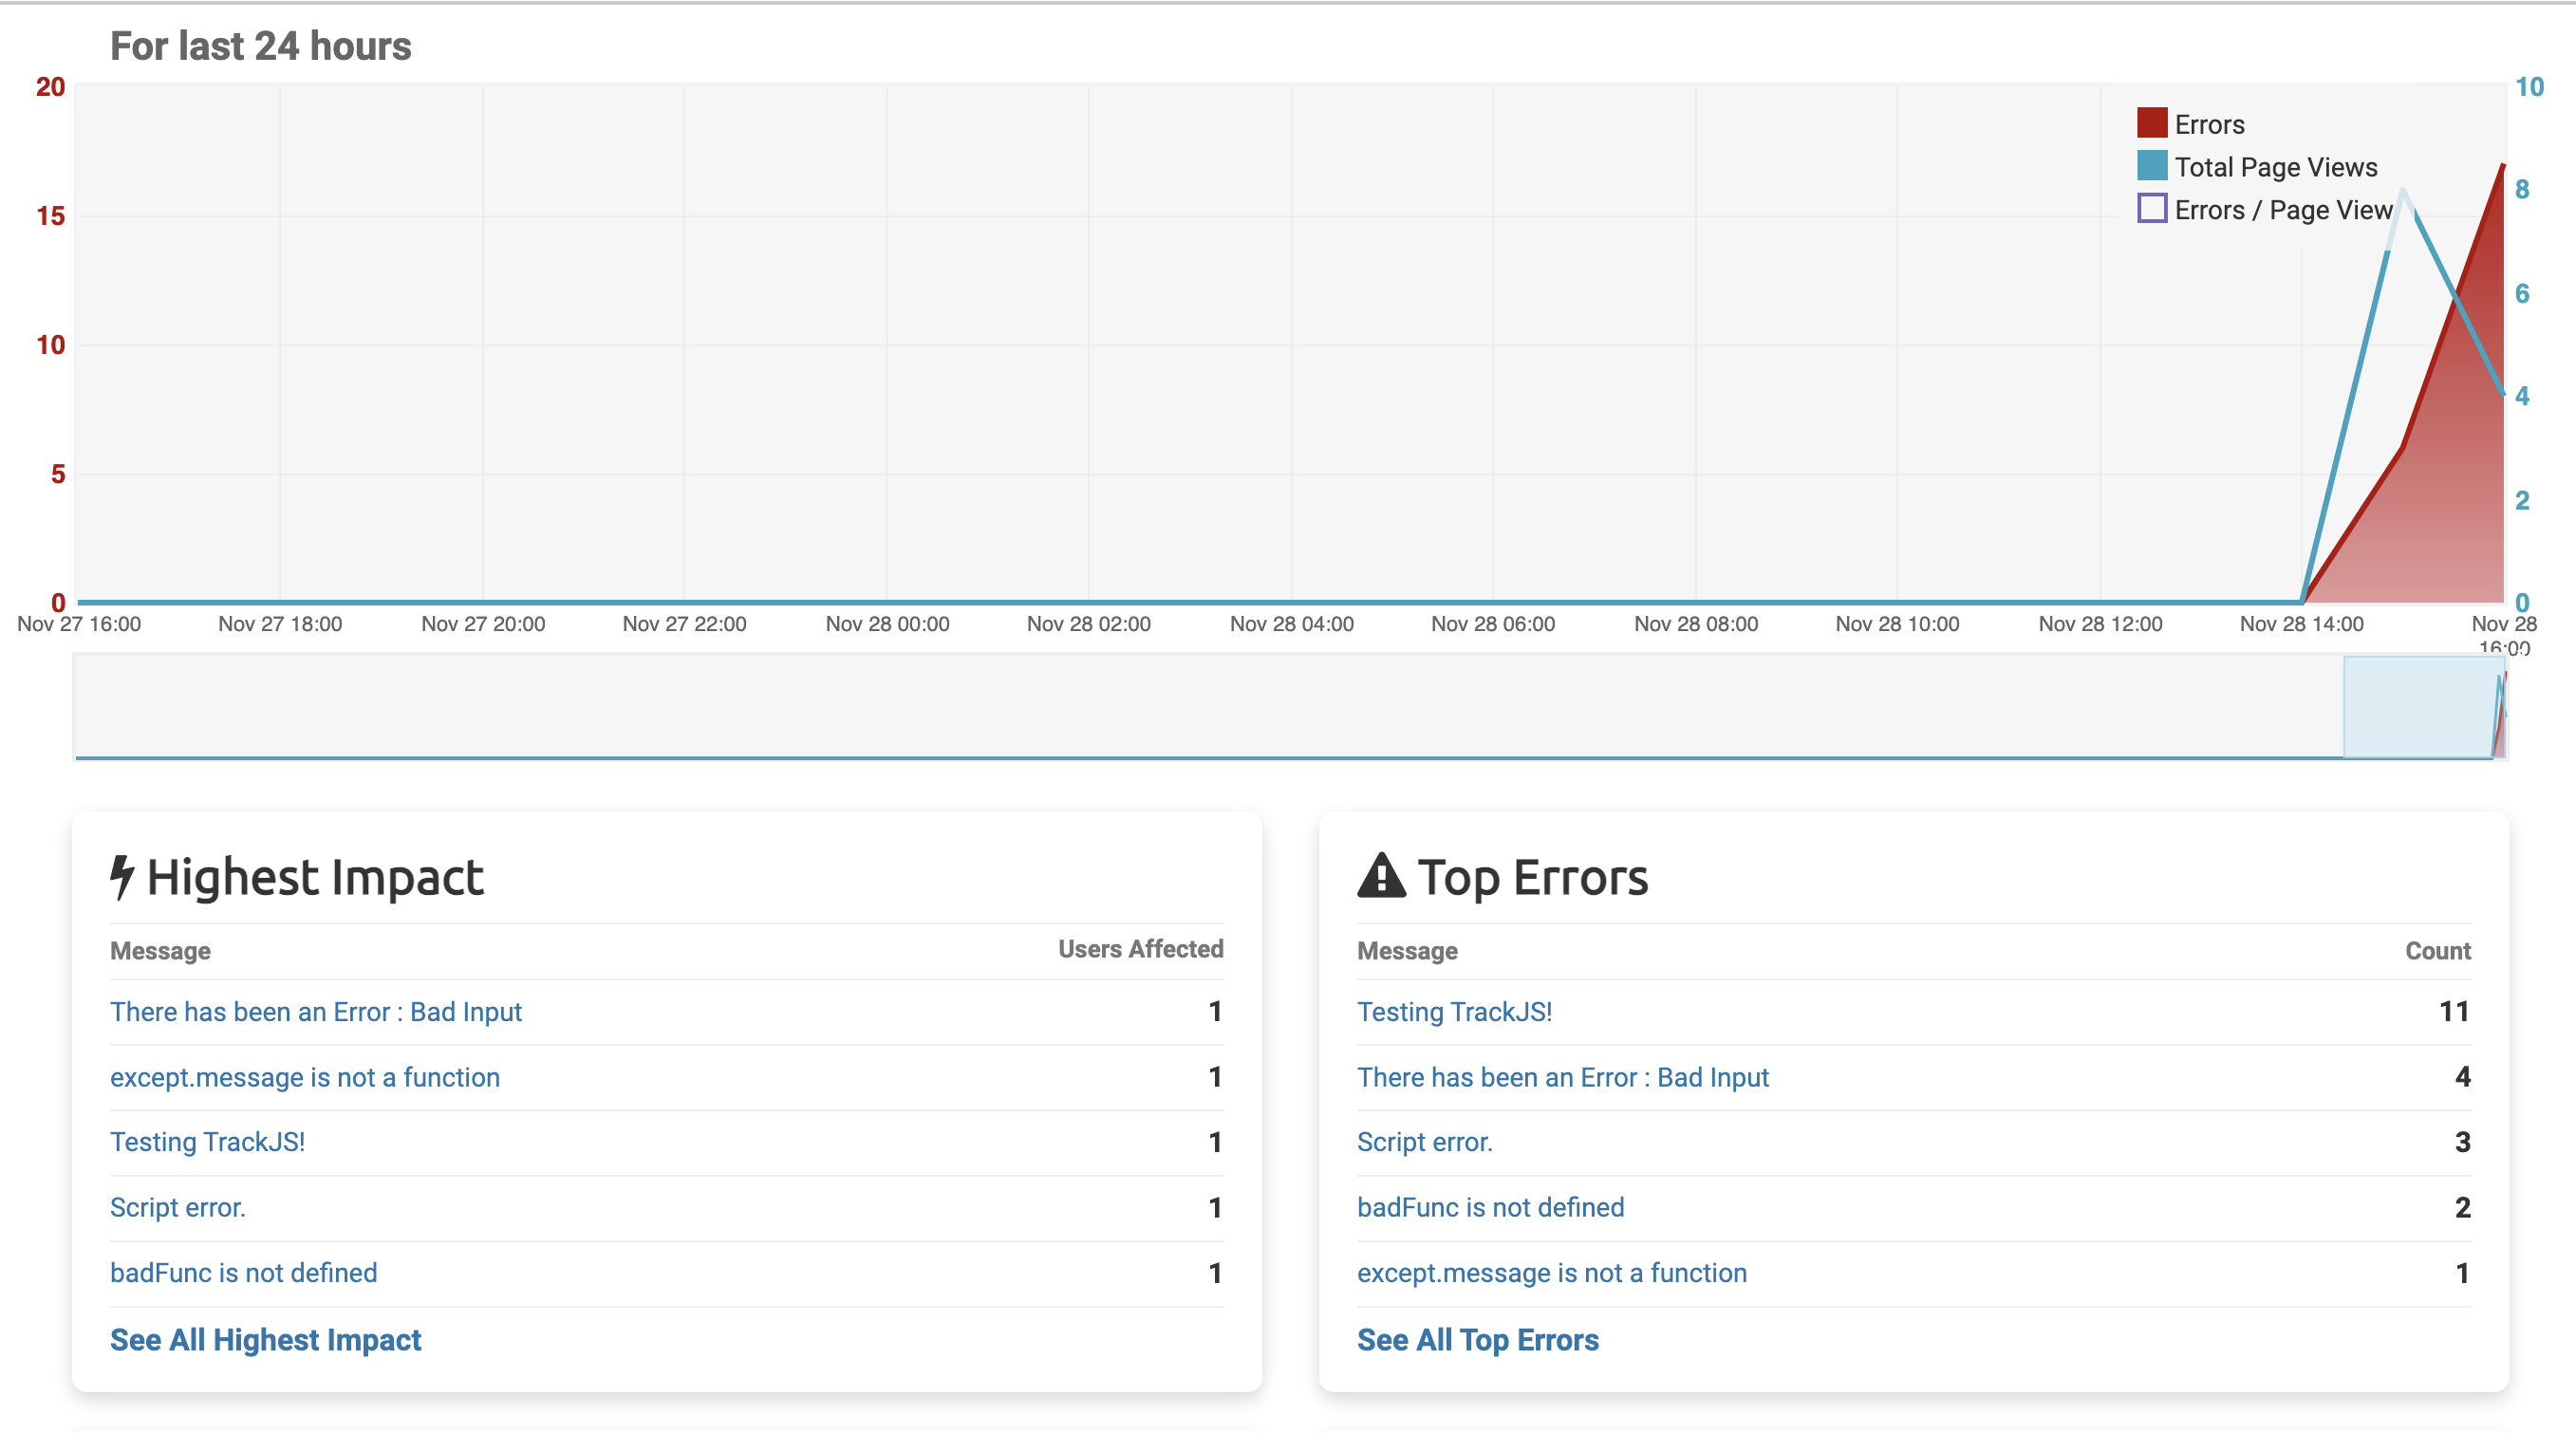 For last 24 hours
20
15
10
5
0
10
8
6
4
2
0
Errors
Total Page Views
Errors / Page View
Nov 27 16:00 Nov 27 18:00 Nov 27 20:00 Nov 27 22:00 Nov 28 00:00 Nov 28 02:00 Nov 28 04:00 Nov 28 06:00 Nov 28 08:00 Nov 28 10:00 Nov 28 12:00 Nov 28 14:00 Nov 28
16:00
Highest Impact
Message Users Affected
There has been an Error : Bad Input 1
except.message is not a function 1
Testing TrackJS! 1
Script error. 1
badFunc is not defined 1
See All Highest Impact
Top Errors
Message Count
Testing TrackJS! 11
There has been an Error : Bad Input 4
Script error. 3
badFunc is not defined 2
except.message is not a function 1
See All Top Errors